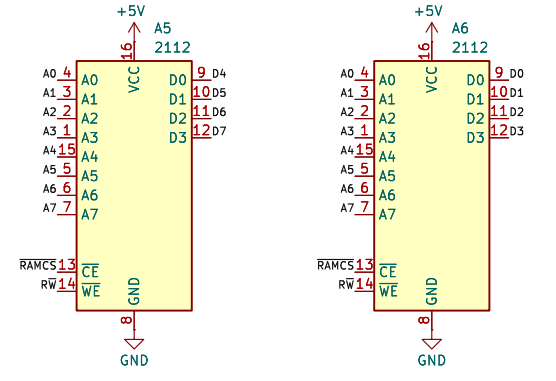 +5V
A5
2112
16
VCC
A0 4 A0 D0 9 D4
A1 3 A1 D1 10 D5
A2 2 A2 D2 11 D6
A3 1 A3 D3 12 D7
A4 15 A4
A5 5 A5
A6 6 A6
A7 7 A7
RAMCS 13 CE
RW 14 WE
GND
8
GND
+5V
A6
2112
16
VCC
A0 4 A0 D0 9 D0
A1 3 A1 D1 10 D1
A2 2 A2 D2 11 D2
A3 1 A3 D3 12 D3
A4 15 A4
A5 5 A5
A6 6 A6
A7 7 A7
RAMCS 13 CE
RW 14 WE
GND
8
GND